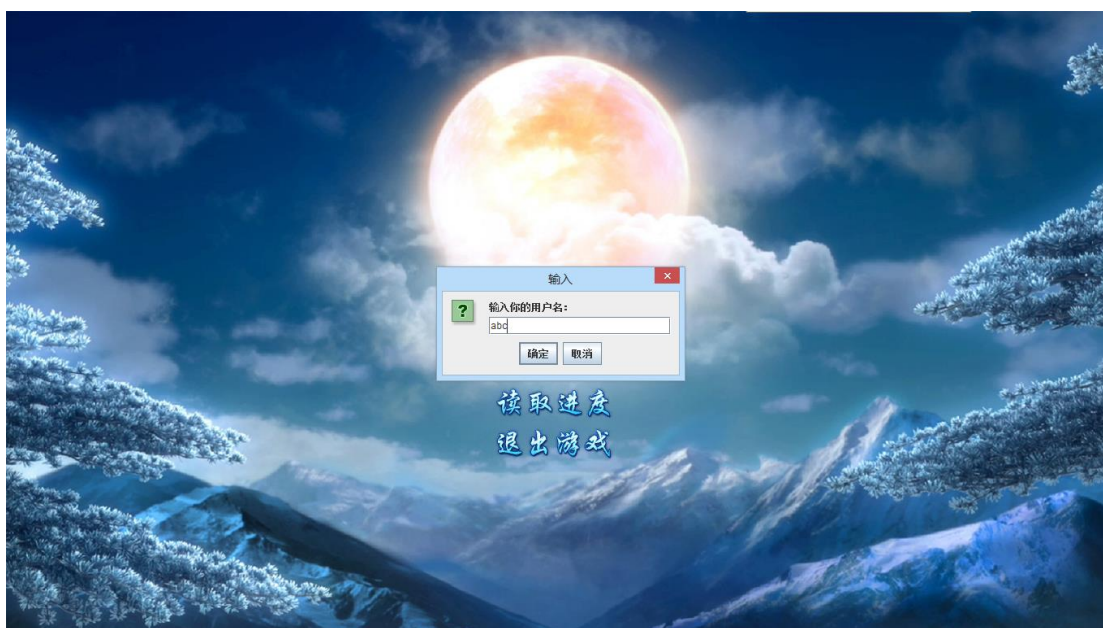 输入
输入你的用户名:
abc
确定 取消
读取进度
退出游戏